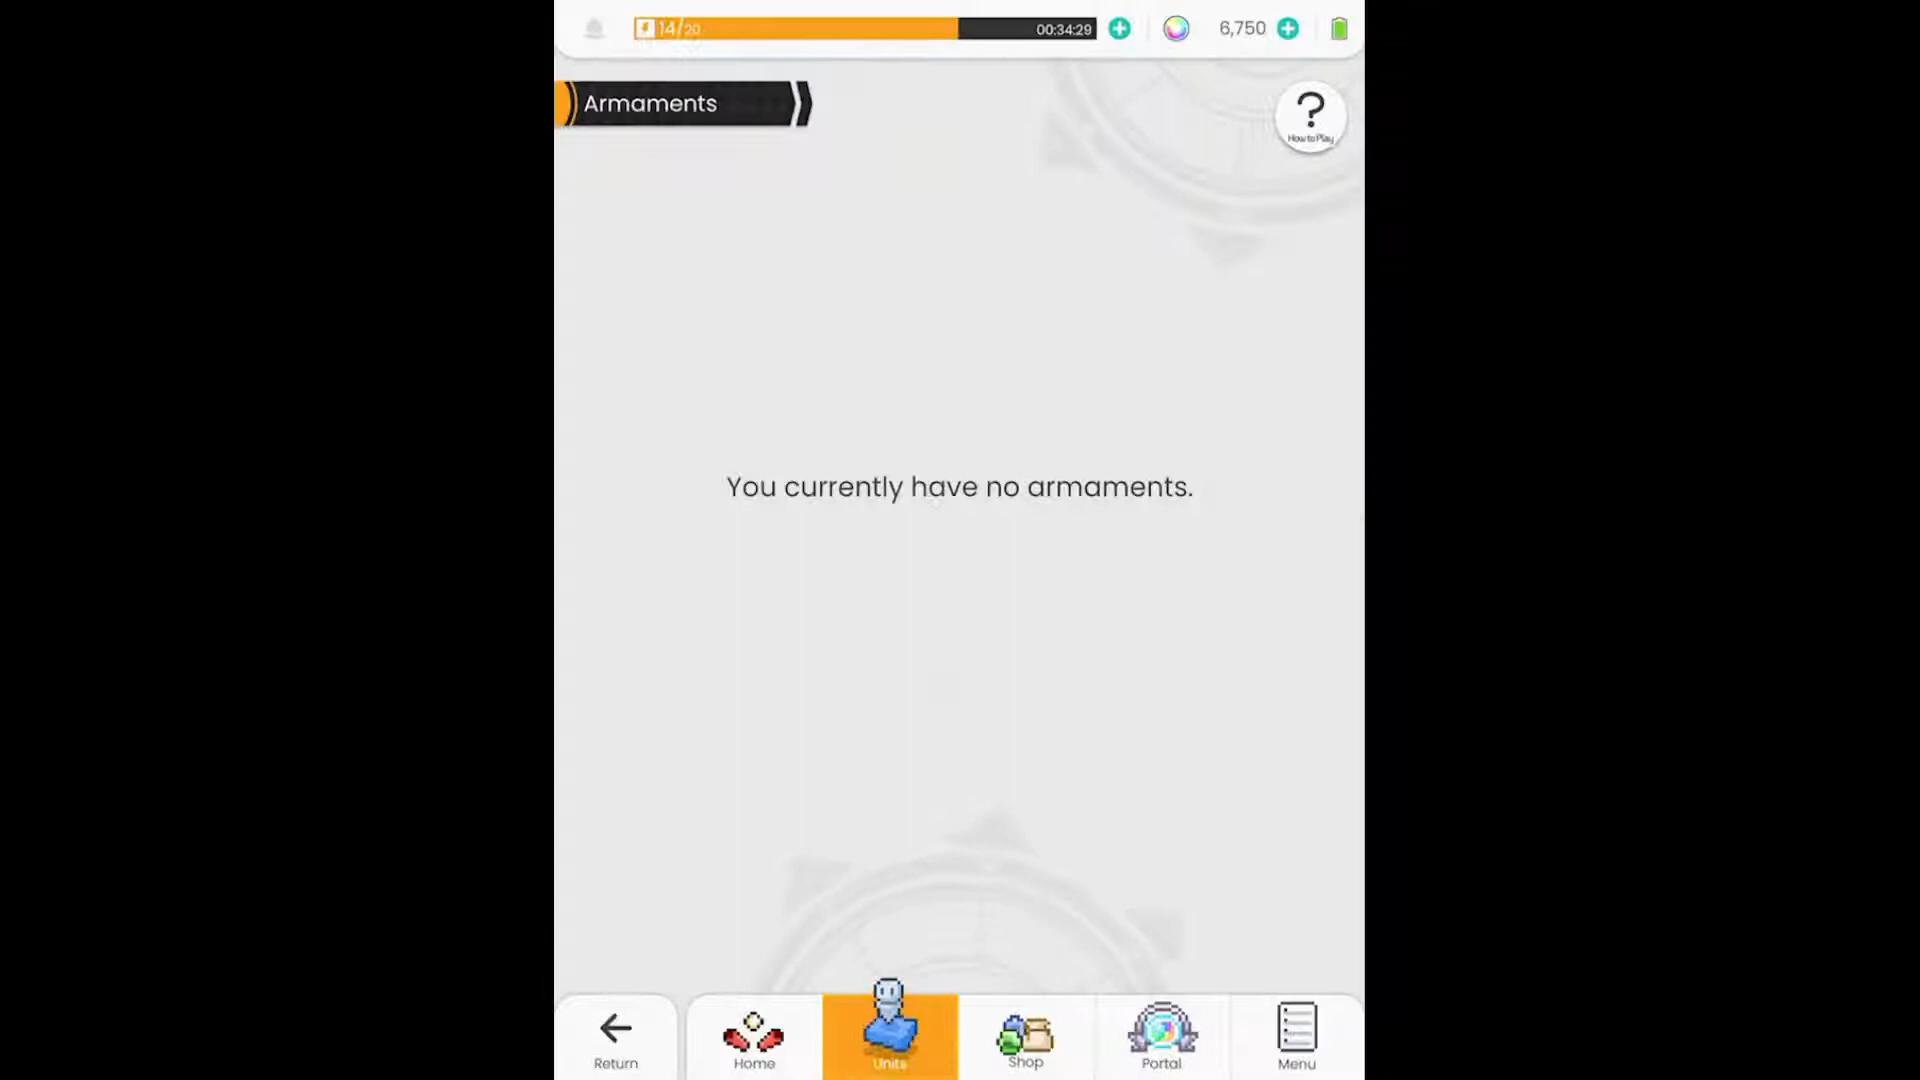 14/20
00:34:29
6,750
Armaments
?
How to Play
You currently have no armaments.
Return
Home
Units
Shop
Portal
Menu